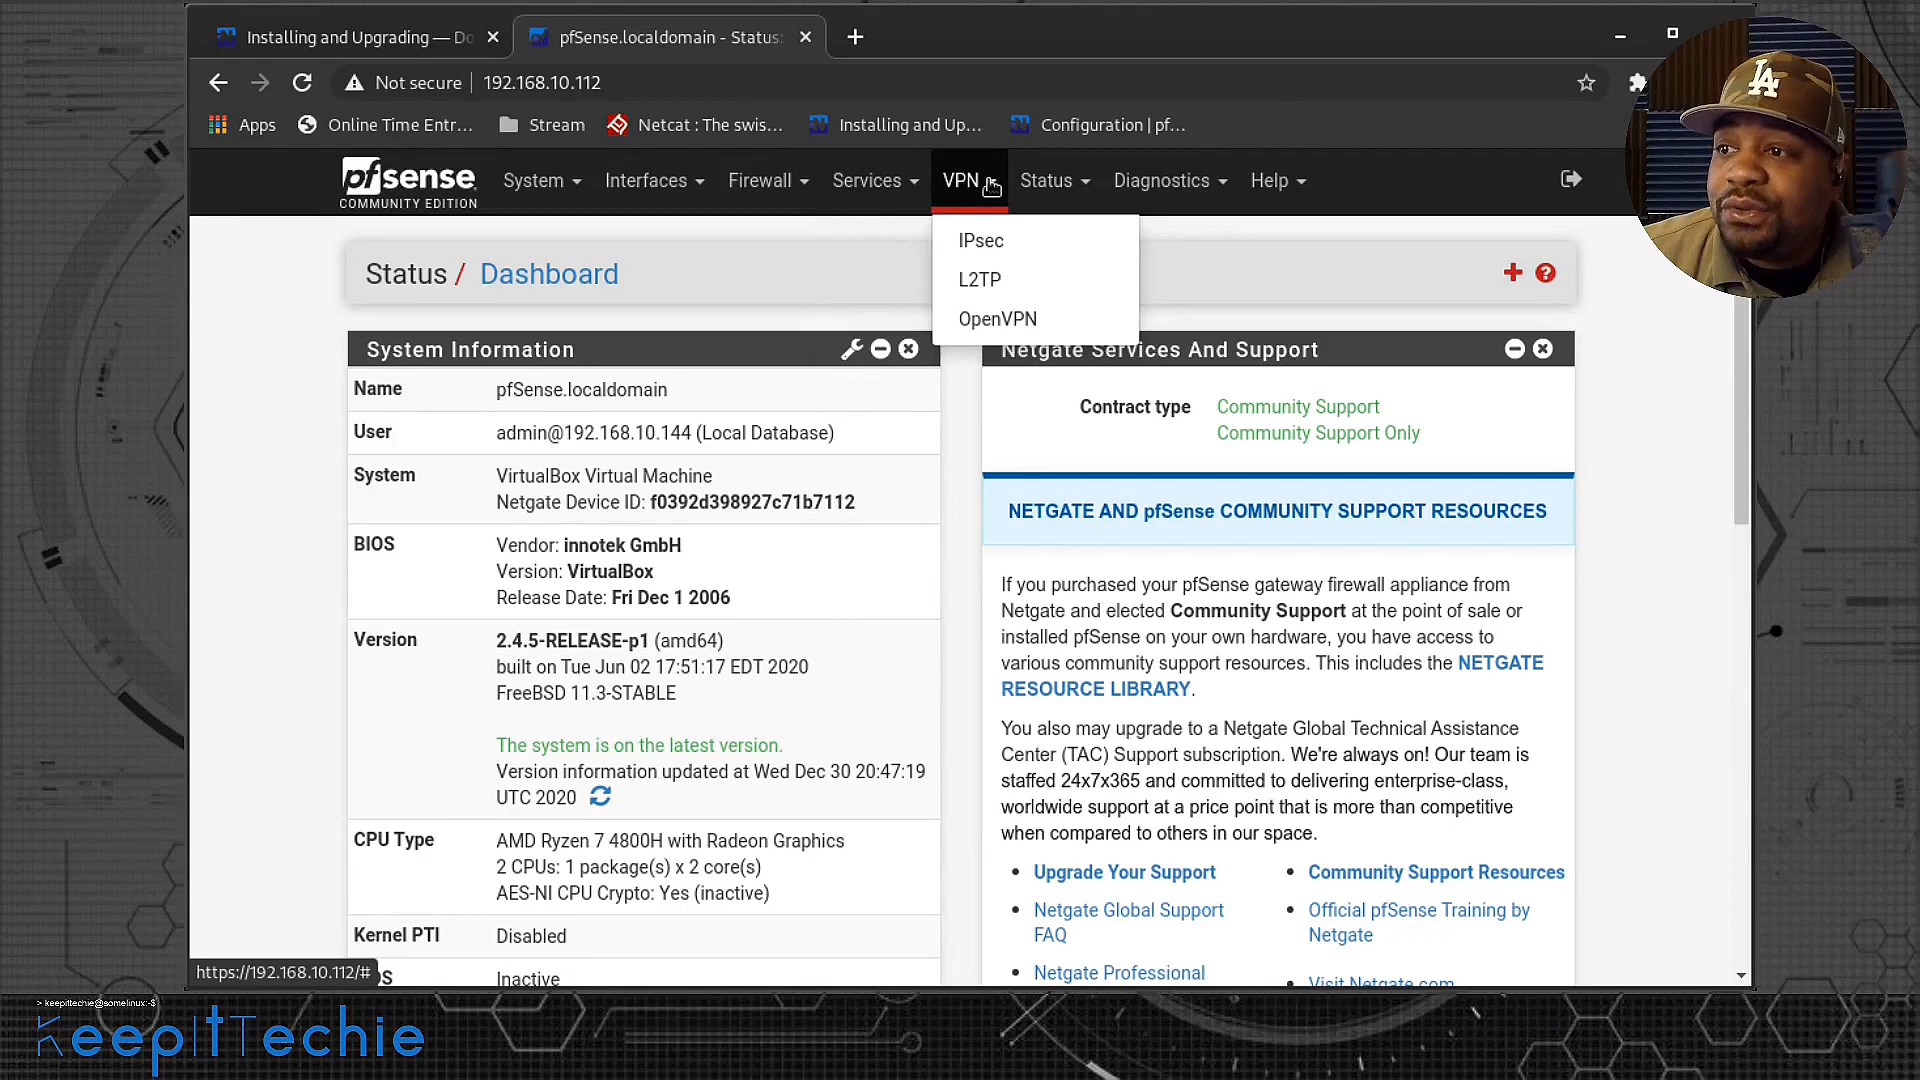 Installing and Upgrading — Do
pfSense.localdomain - Status:
Not secure
192.168.10.112
Apps
Online Time Entr...
Stream
Netcat : The swis...
Installing and Up...
Configuration | pf...
pfsense
COMMUNITY EDITION
System
Interfaces
Firewall
Services
VPN
Status
Diagnostics
Help
LA
IPsec
L2TP
OpenVPN
Status / Dashboard
System Information
Name
pfSense.localdomain
User
admin@192.168.10.144 (Local Database)
System
VirtualBox Virtual Machine
Netgate Device ID: f0392d398927c71b7112
BIOS
Vendor: innotek GmbH
Version: VirtualBox
Release Date: Fri Dec 1 2006
Version
2.4.5-RELEASE-p1 (amd64)
built on Tue Jun 02 17:51:17 EDT 2020
FreeBSD 11.3-STABLE
The system is on the latest version.
Version information updated at Wed Dec 30 20:47:19
UTC 2020
CPU Type
AMD Ryzen 7 4800H with Radeon Graphics
2 CPUs: 1 package(s) x 2 core(s)
AES-NI CPU Crypto: Yes (inactive)
Kernel PTI
Disabled
Inactive
https://192.168.10.112/#
Netgate Services And Support
Contract type
Community Support
Community Support Only
NETGATE AND pfSense COMMUNITY SUPPORT RESOURCES
If you purchased your pfSense gateway firewall appliance from
Netgate and elected Community Support at the point of sale or
installed pfSense on your own hardware, you have access to
various community support resources. This includes the NETGATE
RESOURCE LIBRARY.
You also may upgrade to a Netgate Global Technical Assistance
Center (TAC) Support subscription. We're always on! Our team is
staffed 24x7x365 and committed to delivering enterprise-class,
worldwide support at a price point that is more than competitive
when compared to others in our space.
Upgrade Your Support
Community Support Resources
Netgate Global Support
FAQ
Official pfSense Training by
Netgate
Netgate Professional
Visit Netgate.com
> keepittechie@somelinux:~$
KeepItTechie